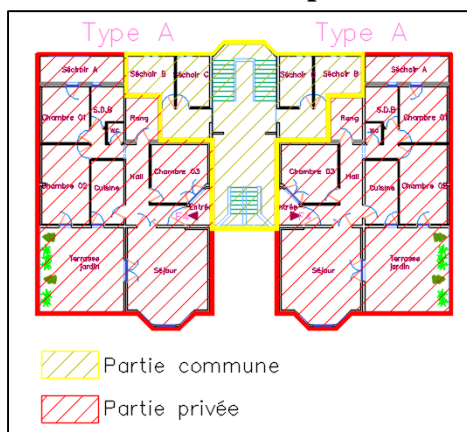 Type A Type A
Séchoir A Séchoir B Séchoir C Séchoir C Séchoir B Séchoir A
Chambre 01 S.D.B Rang Rang S.D.B Chambre 01
wc wc
Chambre 02 Cuisine Hall Chambre 03 Chambre 03 Hall Cuisine
Entrée Entrée
Terrasse jardin Séjour Séjour Terrasse jardin
Partie commune
Partie privée